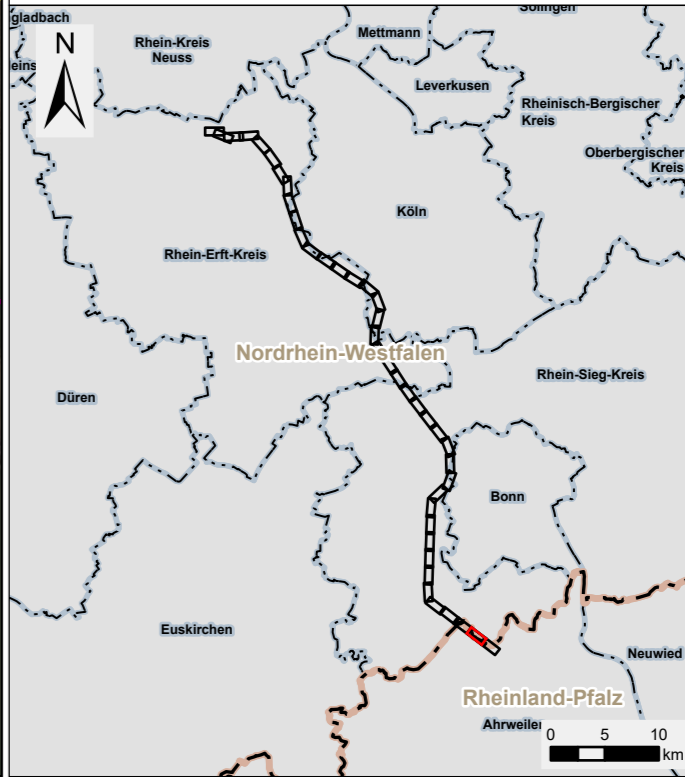 gladbach
Solingen
Mettmann
Rhein-Kreis
Neuss
N
Leverkusen
Rheinisch-Bergischer
Kreis
Oberbergischer
Kreis
Köln
Rhein-Erft-Kreis
Nordrhein-Westfalen
Rhein-Sieg-Kreis
Düren
Bonn
Euskirchen
Neuwied
Rheinland-Pfalz
Ahrweiler
0 5 10
km